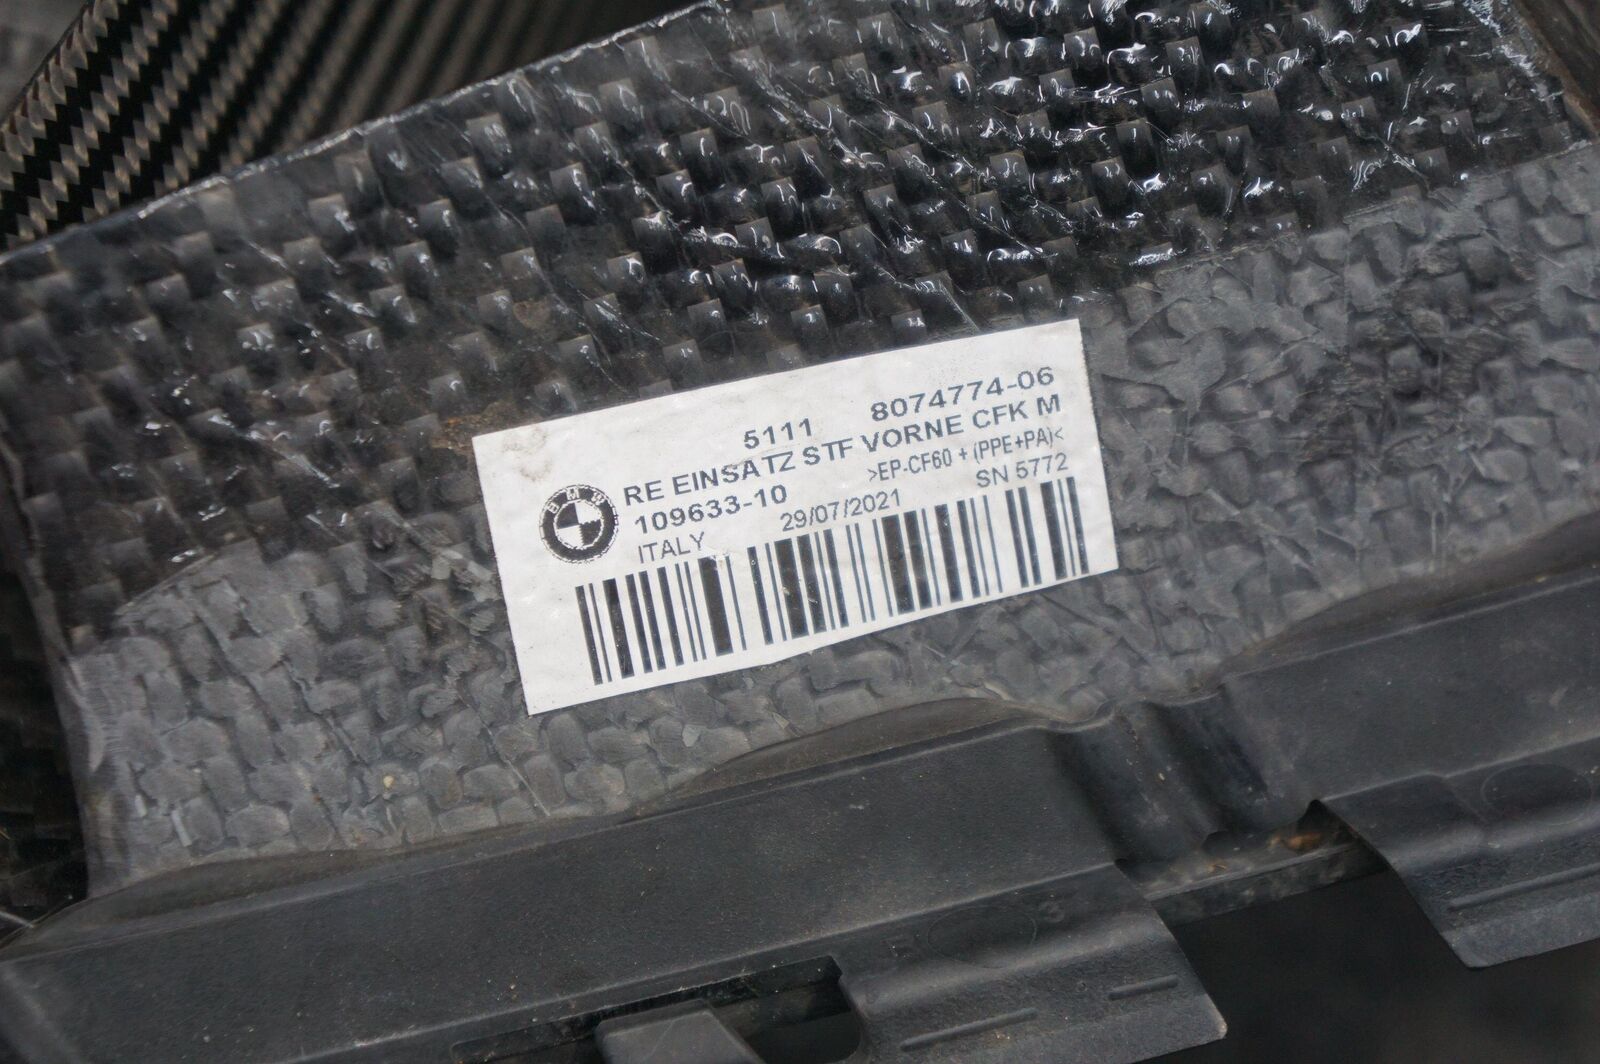 5111 8074774-06
RE EINSATZ STF VORNE CFK M
109633-10 >EP-CF60 + (PPE+PA)<
ITALY 29/07/2021 SN 5772
BMW